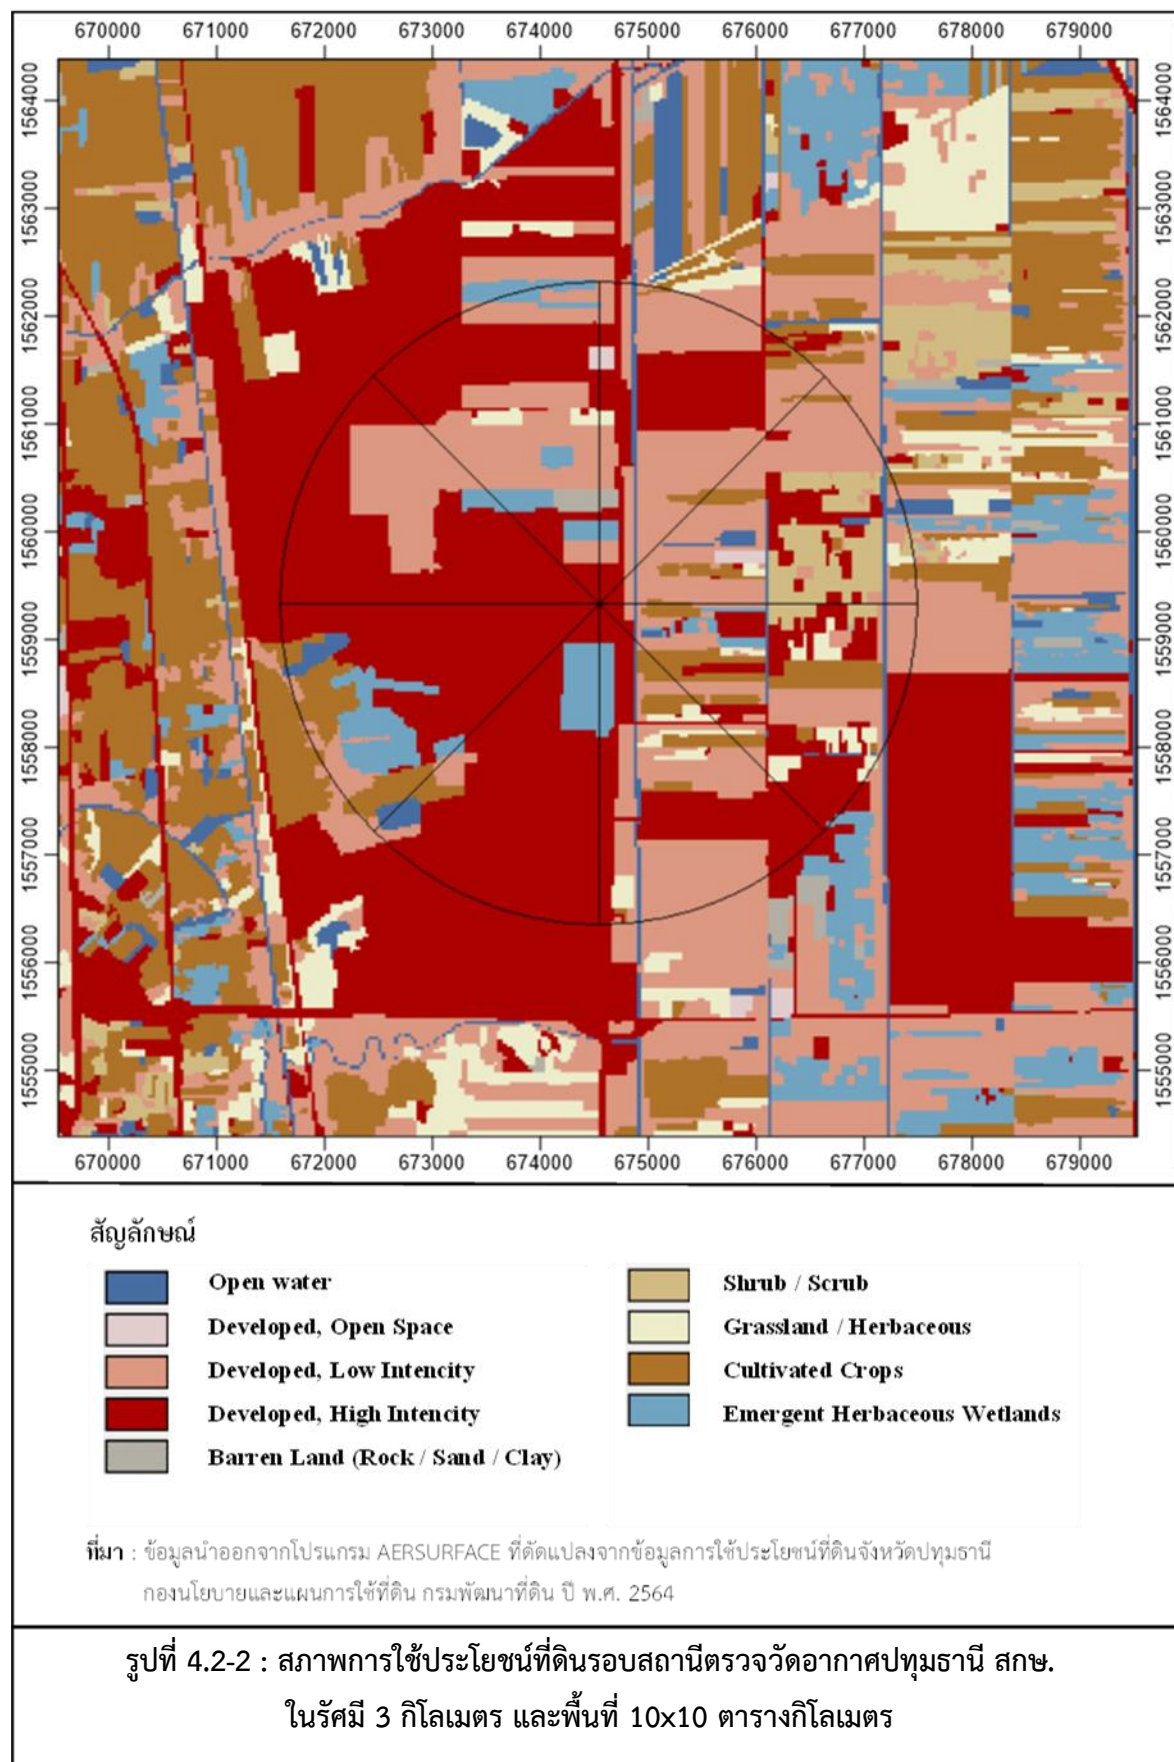 670000 671000 672000 673000 674000 675000 676000 677000 678000 679000
1564000 1564000
1563000 1563000
1562000 1562000
1561000 1561000
1560000 1560000
1559000 1559000
1558000 1558000
1557000 1557000
1556000 1556000
1555000 1555000
670000 671000 672000 673000 674000 675000 676000 677000 678000 679000
สัญลักษณ์
Open water
Developed, Open Space
Developed, Low Intencity
Developed, High Intencity
Barren Land (Rock / Sand / Clay)
Shrub / Scrub
Grassland / Herbaceous
Cultivated Crops
Emergent Herbaceous Wetlands
ที่มา : ข้อมูลนำออกจากโปรแกรม AERSURFACE ที่ดัดแปลงจากข้อมูลการใช้ประโยชน์ที่ดินจังหวัดปทุมธานี
กองนโยบายและแผนการใช้ที่ดิน กรมพัฒนาที่ดิน ปี พ.ศ. 2564
รูปที่ 4.2-2 : สภาพการใช้ประโยชน์ที่ดินรอบสถานีตรวจวัดอากาศปทุมธานี สกษ.
ในรัศมี 3 กิโลเมตร และพื้นที่ 10x10 ตารางกิโลเมตร